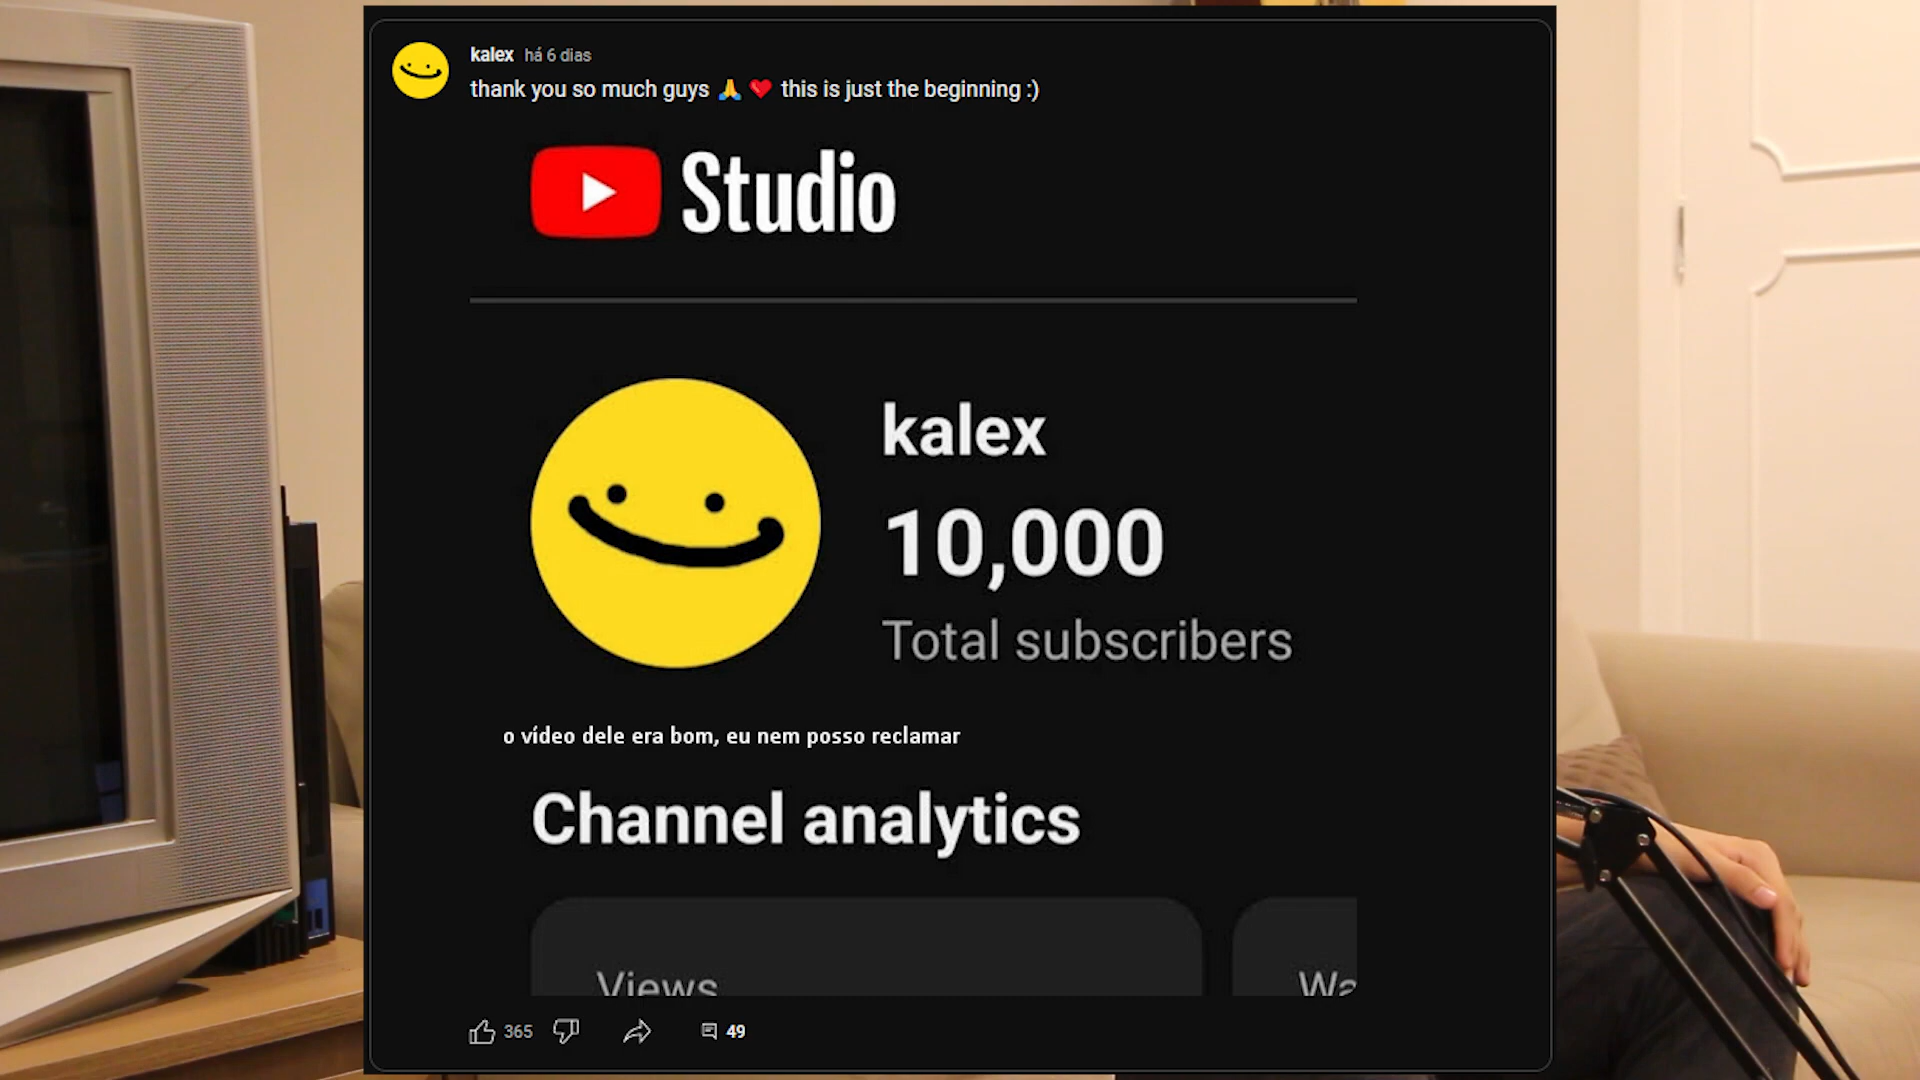 kalex há 6 dias
thank you so much guys 🙏 ❤️ this is just the beginning :)
Studio
kalex
10,000
Total subscribers
o vídeo dele era bom, eu nem posso reclamar
Channel analytics
Views
365 49